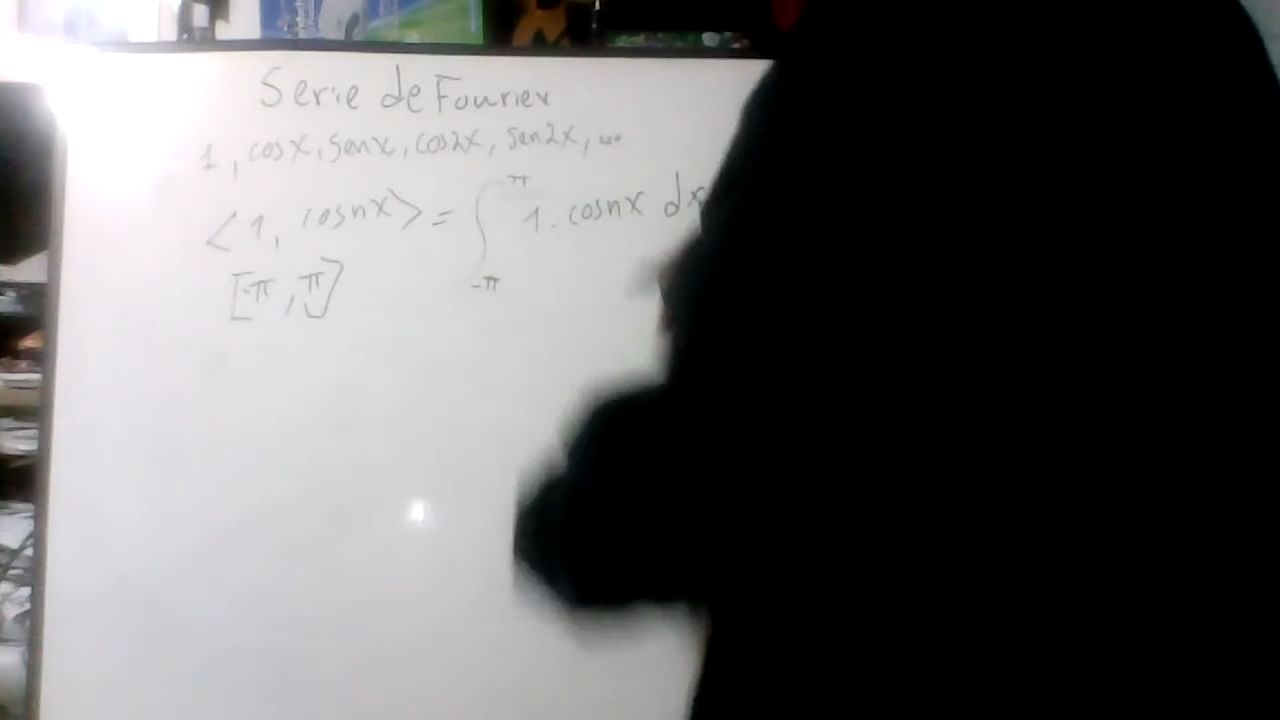 Serie de Fourier
1, cosx, senx, cos2x, sen2x, ...
< 1, cosnx > = ∫_{-π}^{π} 1. cosnx dx
[-π, π]